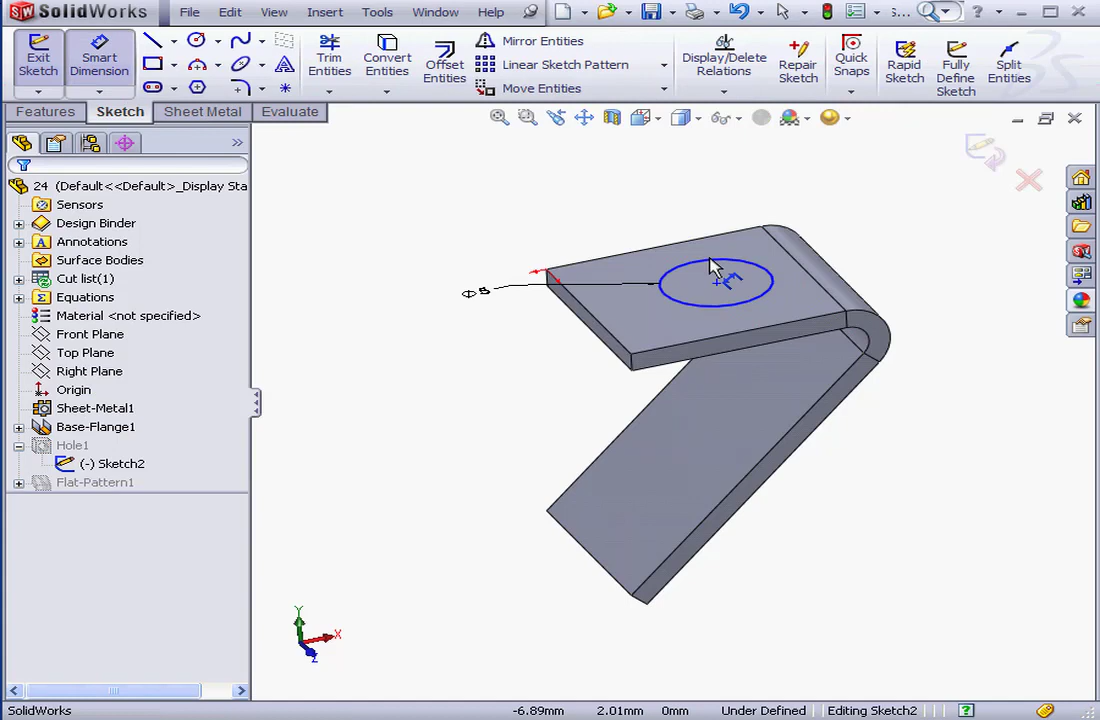 SolidWorks File Edit View Insert Tools Window Help S... ?
Exit Sketch
Smart Dimension
Trim Entities
Convert Entities
Offset Entities
Mirror Entities
Linear Sketch Pattern
Move Entities
Display/Delete Relations
Repair Sketch
Quick Snaps
Rapid Sketch
Fully Define Sketch
Split Entities
Features Sketch Sheet Metal Evaluate
24 (Default<<Default>_Display Sta
Sensors
Design Binder
Annotations
Surface Bodies
Cut list(1)
Equations
Material <not specified>
Front Plane
Top Plane
Right Plane
Origin
Sheet-Metal1
Base-Flange1
Hole1
(-) Sketch2
Flat-Pattern1
Φ5
Y
X
Z
SolidWorks -6.89mm 2.01mm 0mm Under Defined Editing Sketch2 ?